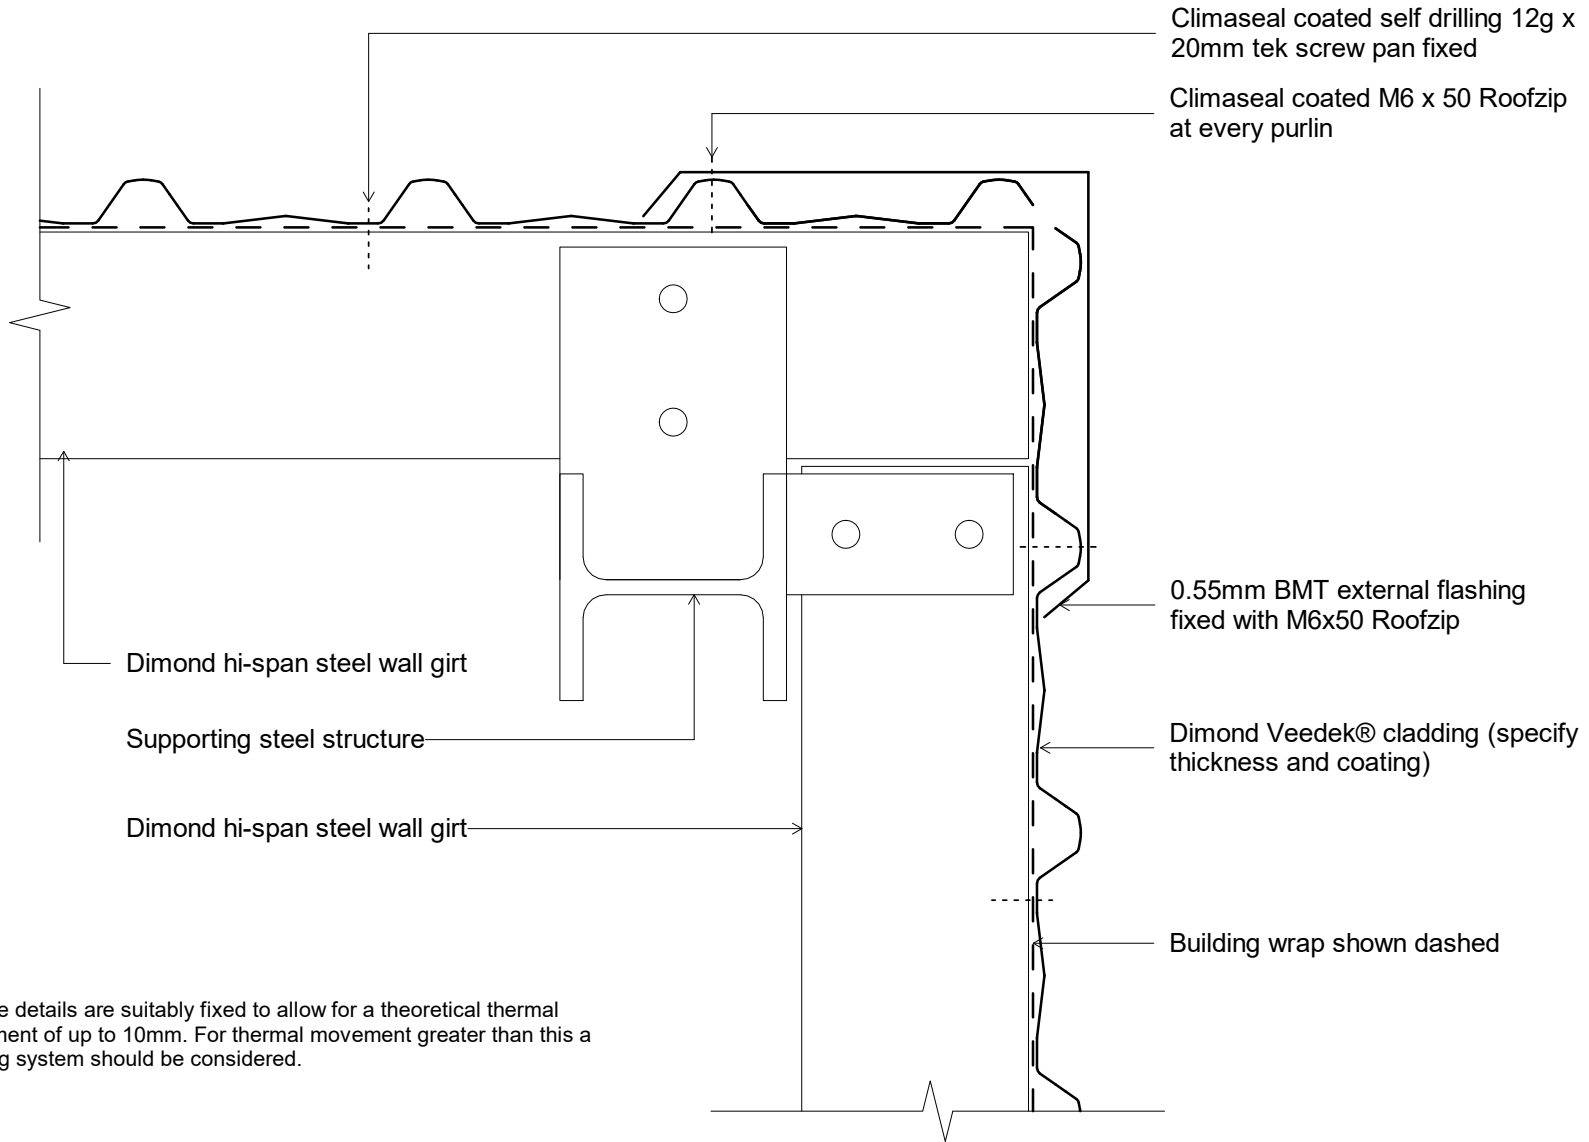 Climaseal coated self drilling 12g x
20mm tek screw pan fixed
Climaseal coated M6 x 50 Roofzip
at every purlin
0.55mm BMT external flashing
fixed with M6x50 Roofzip
Dimond hi-span steel wall girt
Supporting steel structure
Dimond Veedek® cladding (specify
thickness and coating)
Dimond hi-span steel wall girt
Building wrap shown dashed
e details are suitably fixed to allow for a theoretical thermal
ment of up to 10mm. For thermal movement greater than this a
g system should be considered.